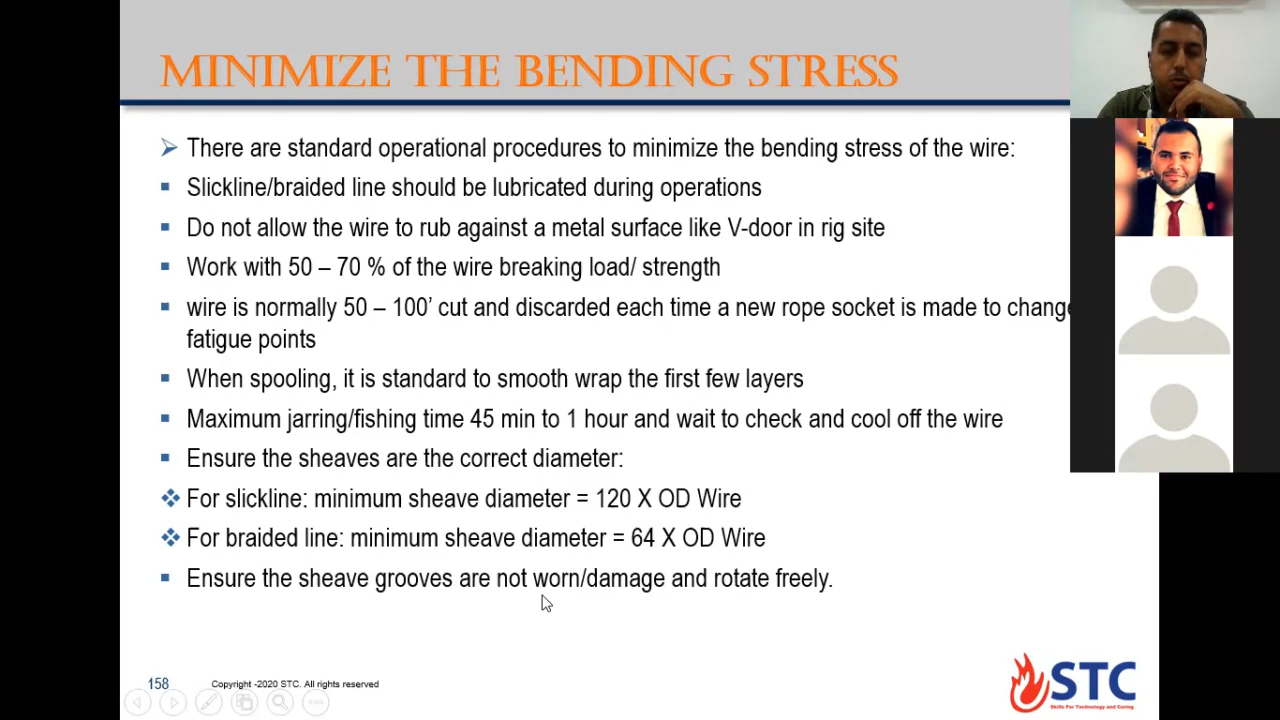 MINIMIZE THE BENDING STRESS
There are standard operational procedures to minimize the bending stress of the wire:
Slickline/braided line should be lubricated during operations
Do not allow the wire to rub against a metal surface like V-door in rig site
Work with 50 – 70 % of the wire breaking load/ strength
wire is normally 50 – 100’ cut and discarded each time a new rope socket is made to change
fatigue points
When spooling, it is standard to smooth wrap the first few layers
Maximum jarring/fishing time 45 min to 1 hour and wait to check and cool off the wire
Ensure the sheaves are the correct diameter:
For slickline: minimum sheave diameter = 120 X OD Wire
For braided line: minimum sheave diameter = 64 X OD Wire
Ensure the sheave grooves are not worn/damage and rotate freely.
158
Copyright -2020 STC. All rights reserved
STC
Skills For Technology and Caring